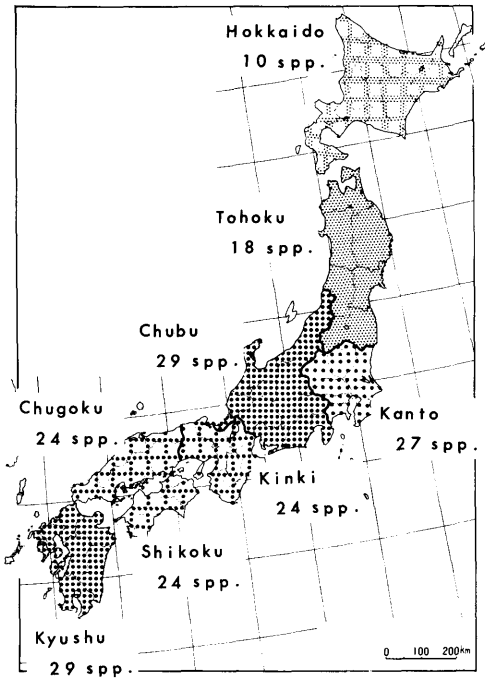 Hokkaido
10 spp.
Tohoku
18 spp.
Chubu
29 spp.
Chugoku
24 spp.
Kanto
27 spp.
Kinki
24 spp.
Shikoku
24 spp.
Kyushu
29 spp.
0 100 200km